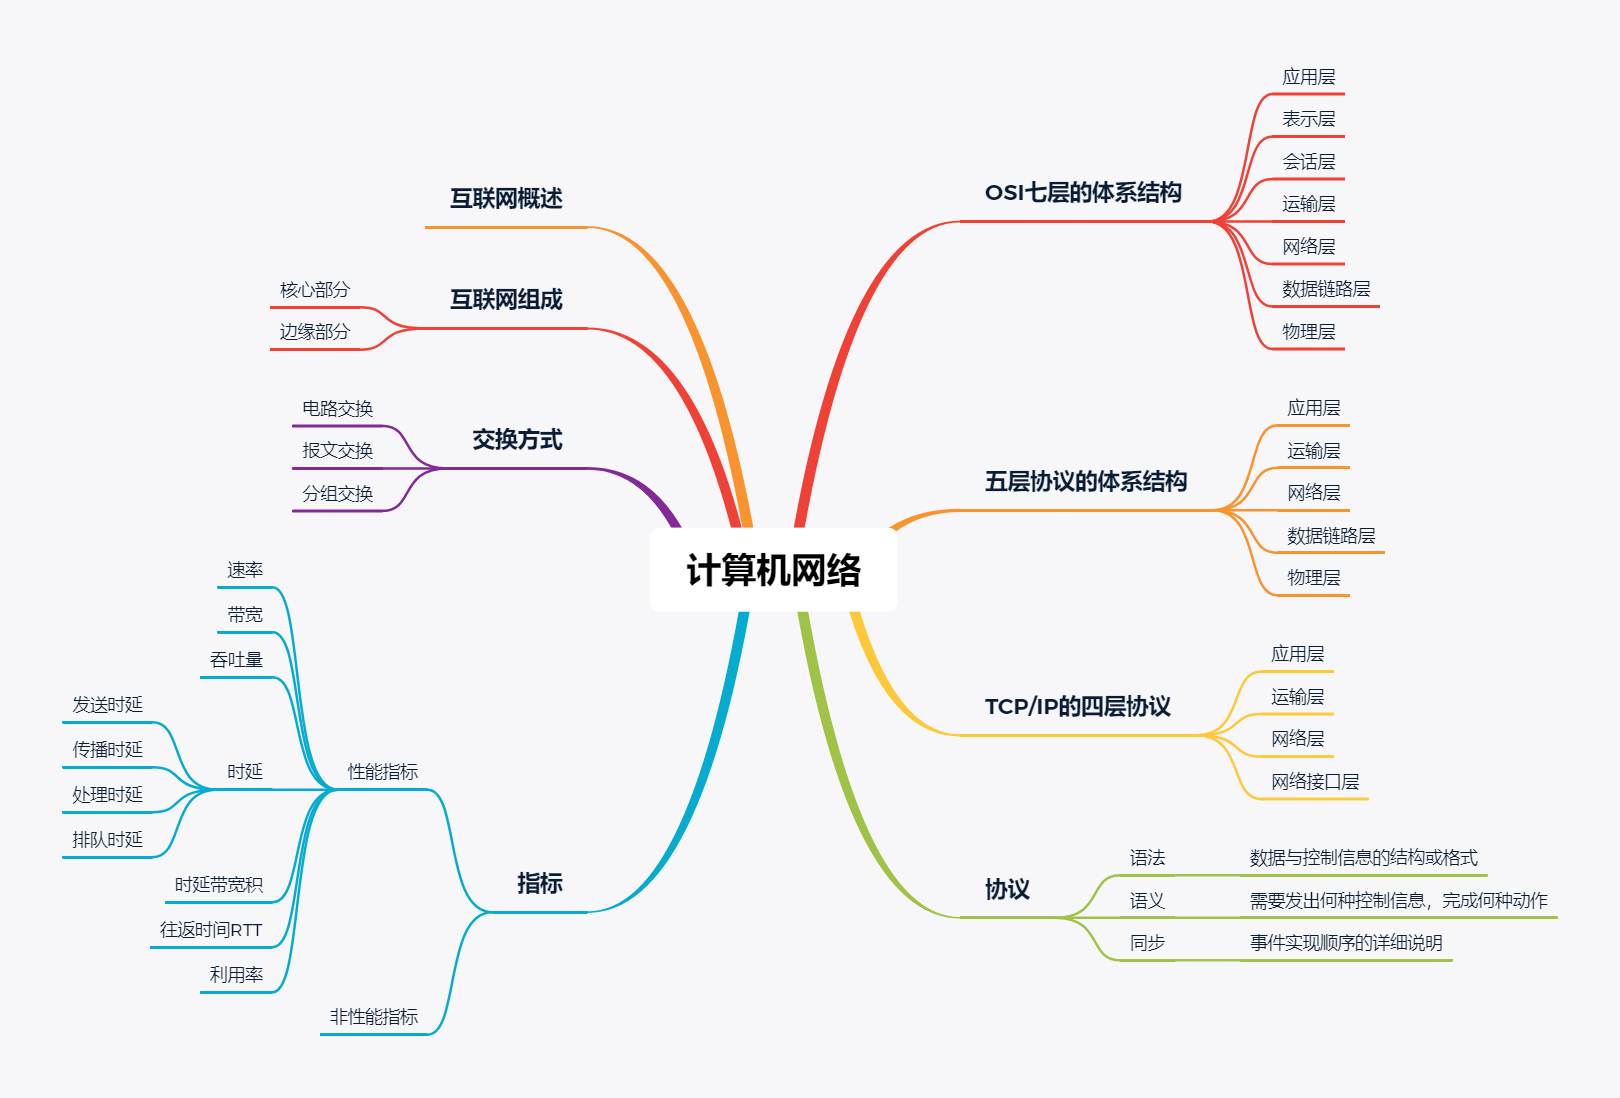 计算机网络
OSI七层的体系结构
应用层
表示层
会话层
运输层
网络层
数据链路层
物理层
五层协议的体系结构
应用层
运输层
网络层
数据链路层
物理层
TCP/IP的四层协议
应用层
运输层
网络层
网络接口层
协议
语法
数据与控制信息的结构或格式
语义
需要发出何种控制信息，完成何种动作
同步
事件实现顺序的详细说明
互联网概述
互联网组成
核心部分
边缘部分
交换方式
电路交换
报文交换
分组交换
指标
性能指标
速率
带宽
吞吐量
时延
发送时延
传播时延
处理时延
排队时延
时延带宽积
往返时间RTT
利用率
非性能指标